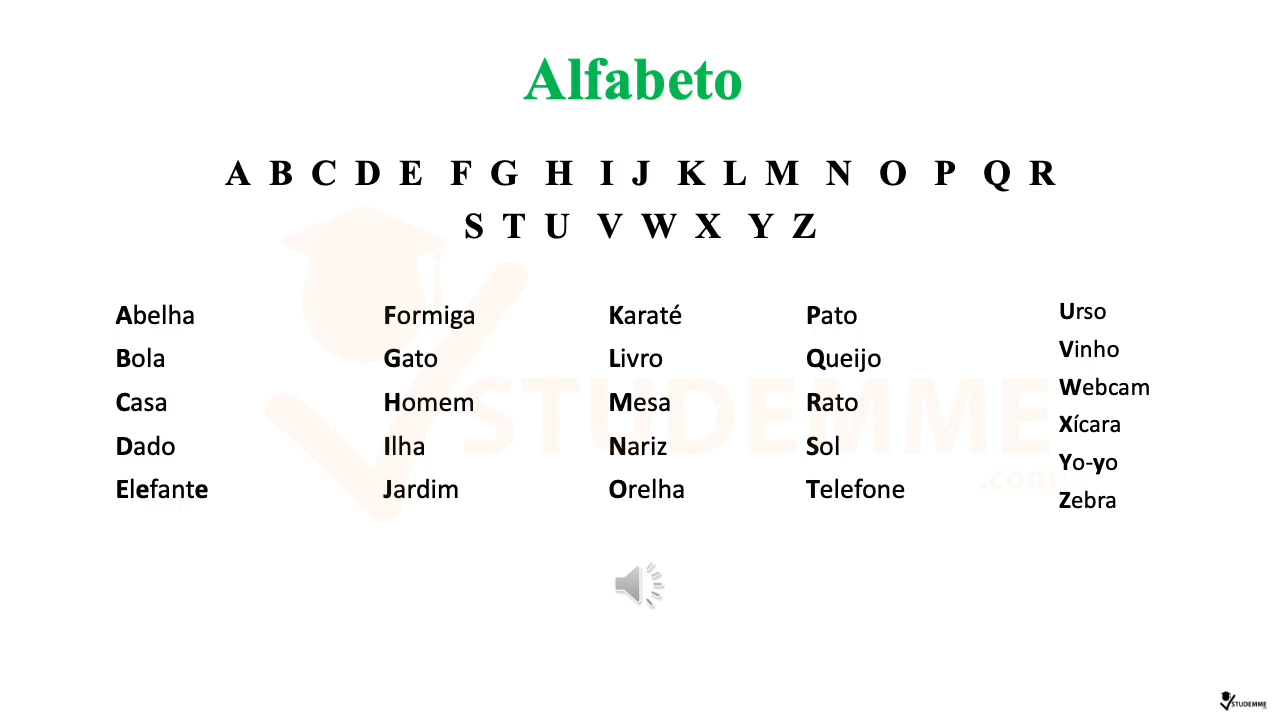 Alfabeto
A B C D E F G H I J K L M N O P Q R
S T U V W X Y Z
Abelha
Bola
Casa
Dado
Elefante
Formiga
Gato
Homem
Ilha
Jardim
Karaté
Livro
Mesa
Nariz
Orelha
Pato
Queijo
Rato
Sol
Telefone
Urso
Vinho
Webcam
Xícara
Yo-yo
Zebra
STUDEMME
.com
STUDEMME